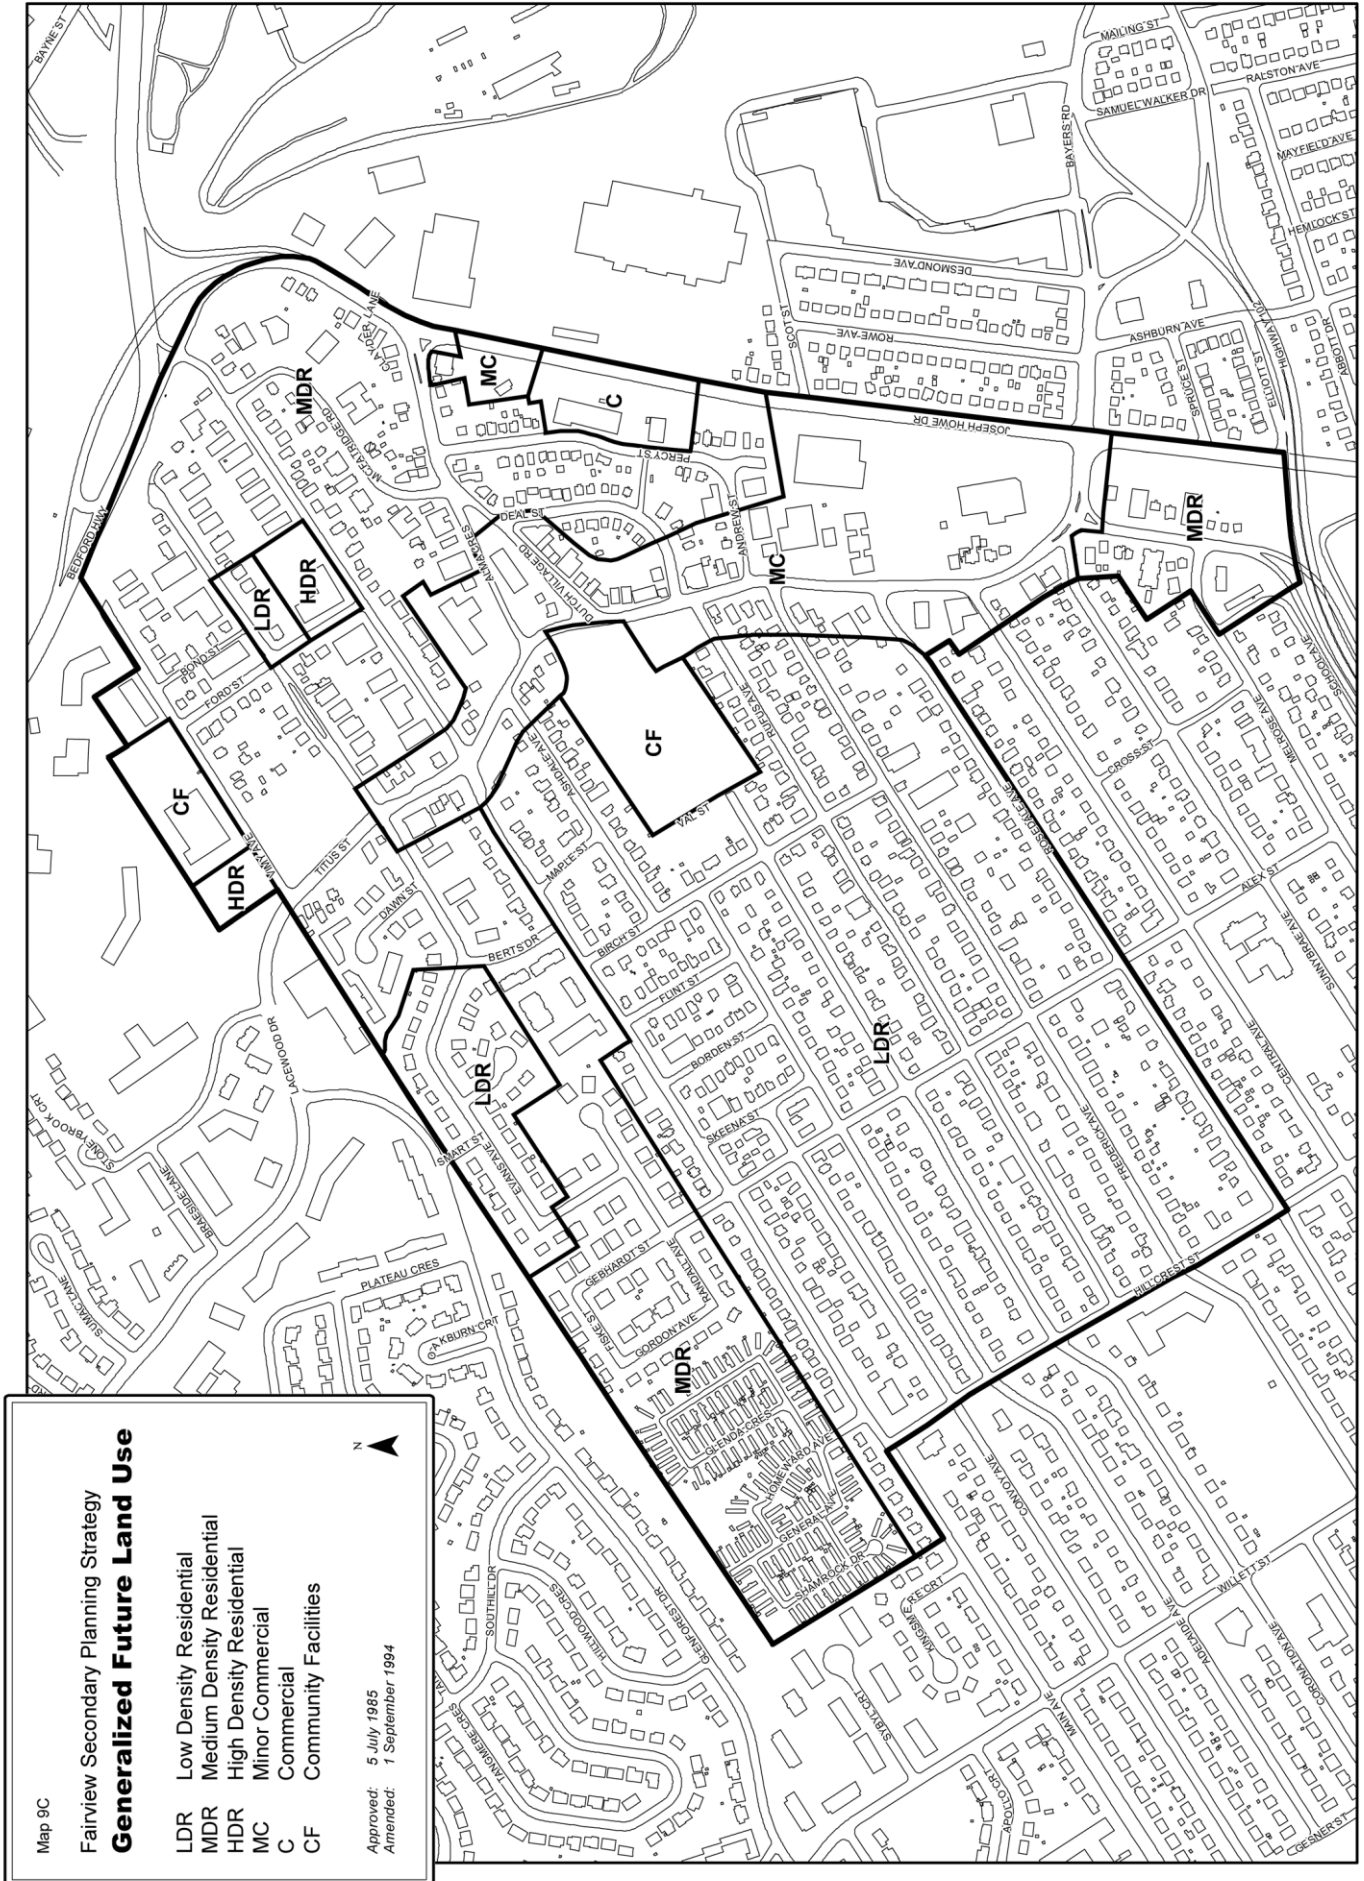 Map 9C
Fairview Secondary Planning Strategy
Generalized Future Land Use
LDR Low Density Residential
MDR Medium Density Residential
HDR High Density Residential
MC Minor Commercial
C Commercial
CF Community Facilities
Approved: 5 July 1985
Amended: 1 September 1994
N
BAYNE ST
MAILING ST
RALSTON AVE
SAMUEL WALKER DR
MAYFIELD AVE
HEMLOCK ST
BAYERS RD
DESMOND AVE
ROWE AVE
SCOT ST
ASHBURN AVE
SPRUCE ST
ELLIOTT ST
HIGHWAY 102
ABBOTT DR
JOSEPH HOWE DR
CLAYDER LANE
MC
C
MDR
MCFATRIDGE RD
PERCY ST
DEAL ST
ANDREW ST
MC
MDR
BEDFORD HWY
HDR
LDR
BOND ST
FORD ST
ALMA CRES
DUTCH VILLAGE RD
CF
HDR
VIMY AVE
TITUS ST
DAWN ST
BERTS DR
ASHDALE AVE
MAPLE ST
CF
VAL ST
RUFUS AVE
ROSEDALE AVE
CROSS ST
MELROSE AVE
SCHOOL AVE
ALEX ST
SUNNYBRAE AVE
CENTRAL AVE
BIRCH ST
FLINT ST
BORDEN ST
SKEENA ST
LDR
FREDERICK AVE
HILLCREST ST
LACEWOOD DR
STONEYBROOK CRT
BRAESIDE LANE
SUMAC LANE
PLATEAU CRES
OAKBURN CRT
SMART ST
EVANS AVE
LDR
GEBHARDT ST
FISKE ST
RANDALL AVE
GORDON AVE
MDR
GLENDA CRES
HOMEWARD AVE
GENERAL AVE
SHAMROCK DR
SOUTHILL DR
HILLWOOD CRES
GLENFOREST DR
TANGMERE CRES
SYBYL CRT
KINGSMERE CRT
CONVOY AVE
MAIN AVE
ADELAIDE AVE
WILLETT ST
CORONATION AVE
APOLLO CRT
GESNER ST